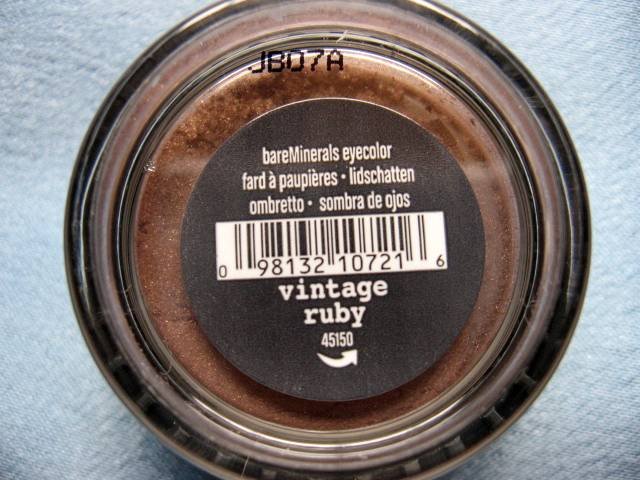 JB07A
bareMinerals eyecolor
fard à paupières • lidschatten
ombretto • sombra de ojos
0 98132 10721 6
vintage
ruby
45150